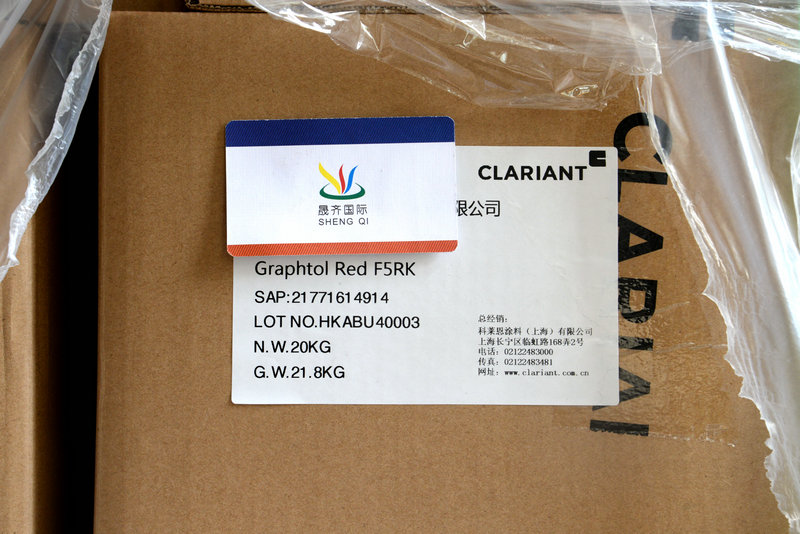 CLARIANT
晟齐国际
SHENG QI
限公司
Graphtol Red F5RK
SAP:21771614914
LOT NO.HKABU40003
N.W.20KG
G.W.21.8KG
总经销:
科莱恩涂料（上海）有限公司
上海长宁区临虹路168弄2号
电话: 02122483000
传真: 02122483481
网址: www.clariant.com.cn
CLARIANT